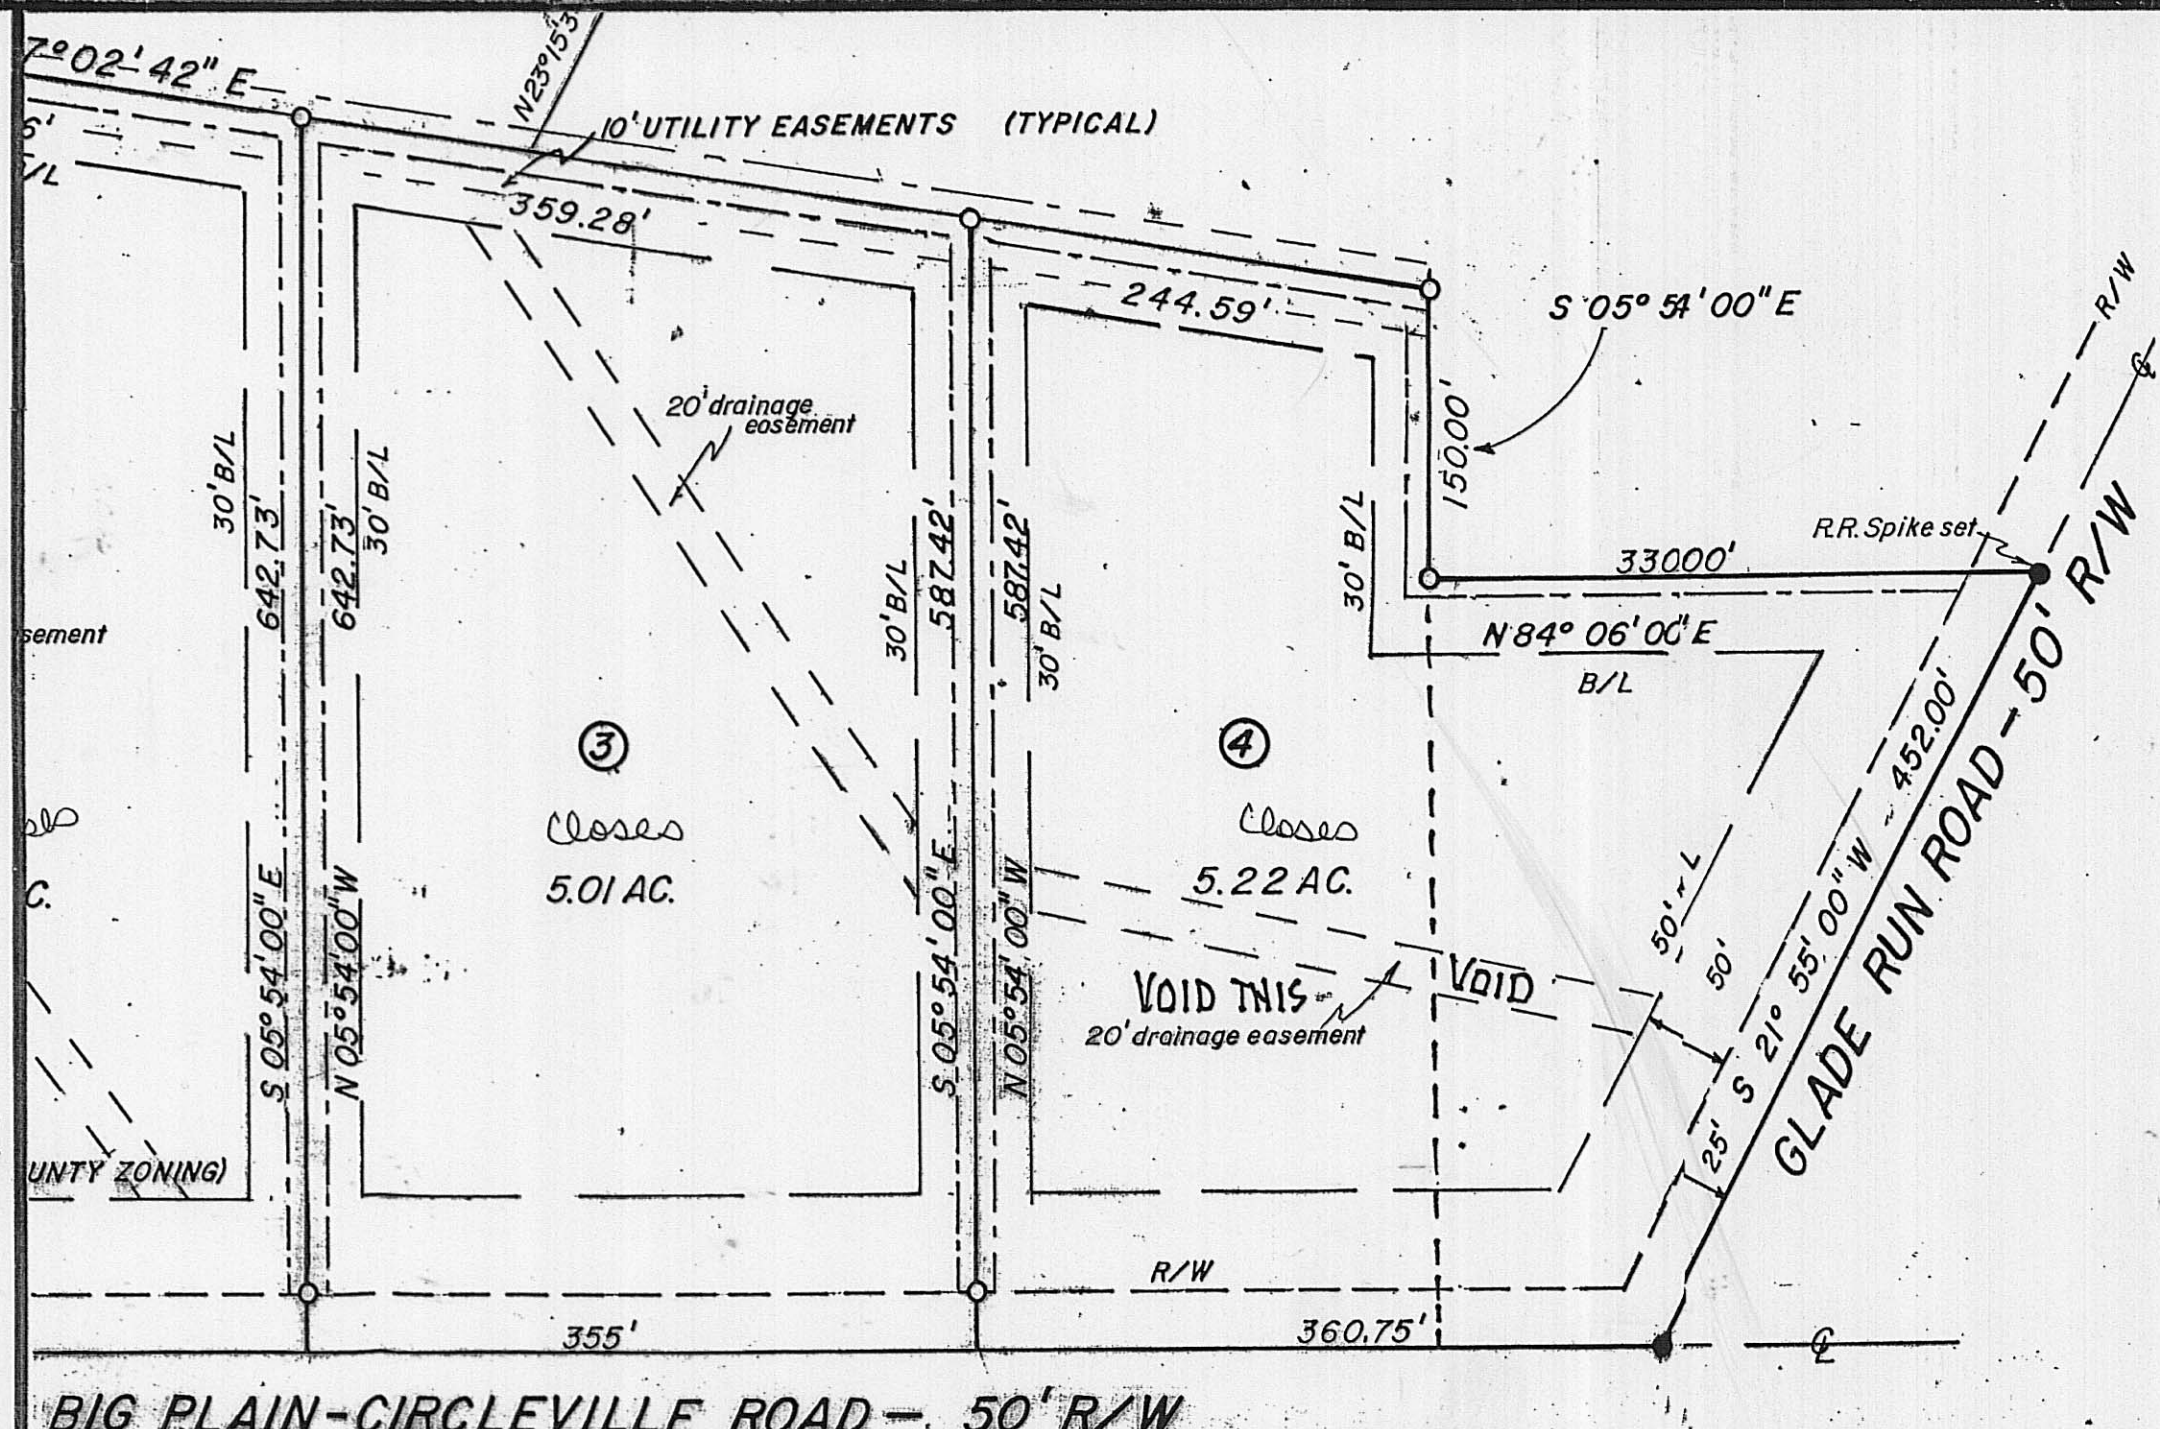 7°02'42" E
N23°15'3
6'
/L
10' UTILITY EASEMENTS (TYPICAL)
359.28'
244.59'
S 05° 54' 00" E
R/W
℄
150.00'
20' drainage
easement
30' B/L
642.73'
642.73'
30' B/L
30' B/L
587.42'
587.42'
30' B/L
30' B/L
R.R. Spike set
330.00'
N 84° 06' 00" E
B/L
sement
3
Closes
5.01 AC.
4
Closes
5.22 AC.
C.
S 05° 54' 00" E
N 05° 54' 00" W
S 05° 54' 00" E
N 05° 54' 00" W
VOID THIS
VOID
20' drainage easement
50'
50'
25'
S 21° 55' 00" W ~ 452.00'
GLADE RUN ROAD – 50' R/W
UNTY ZONING)
R/W
355'
360.75'
℄
BIG PLAIN-CIRCLEVILLE ROAD – 50' R/W